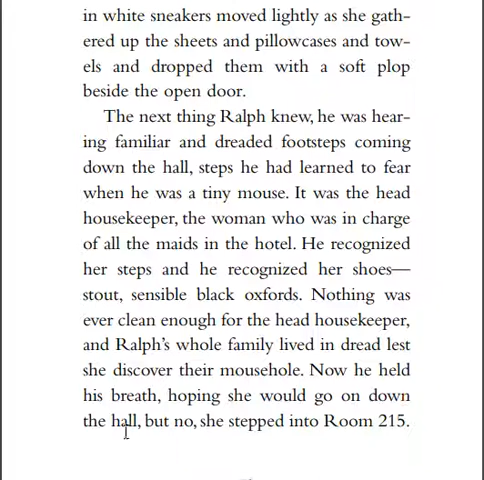 in white sneakers moved lightly as she gath-
ered up the sheets and pillowcases and tow-
els and dropped them with a soft plop
beside the open door.
The next thing Ralph knew, he was hear-
ing familiar and dreaded footsteps coming
down the hall, steps he had learned to fear
when he was a tiny mouse. It was the head
housekeeper, the woman who was in charge
of all the maids in the hotel. He recognized
her steps and he recognized her shoes—
stout, sensible black oxfords. Nothing was
ever clean enough for the head housekeeper,
and Ralph's whole family lived in dread lest
she discover their mousehole. Now he held
his breath, hoping she would go on down
the hall, but no, she stepped into Room 215.